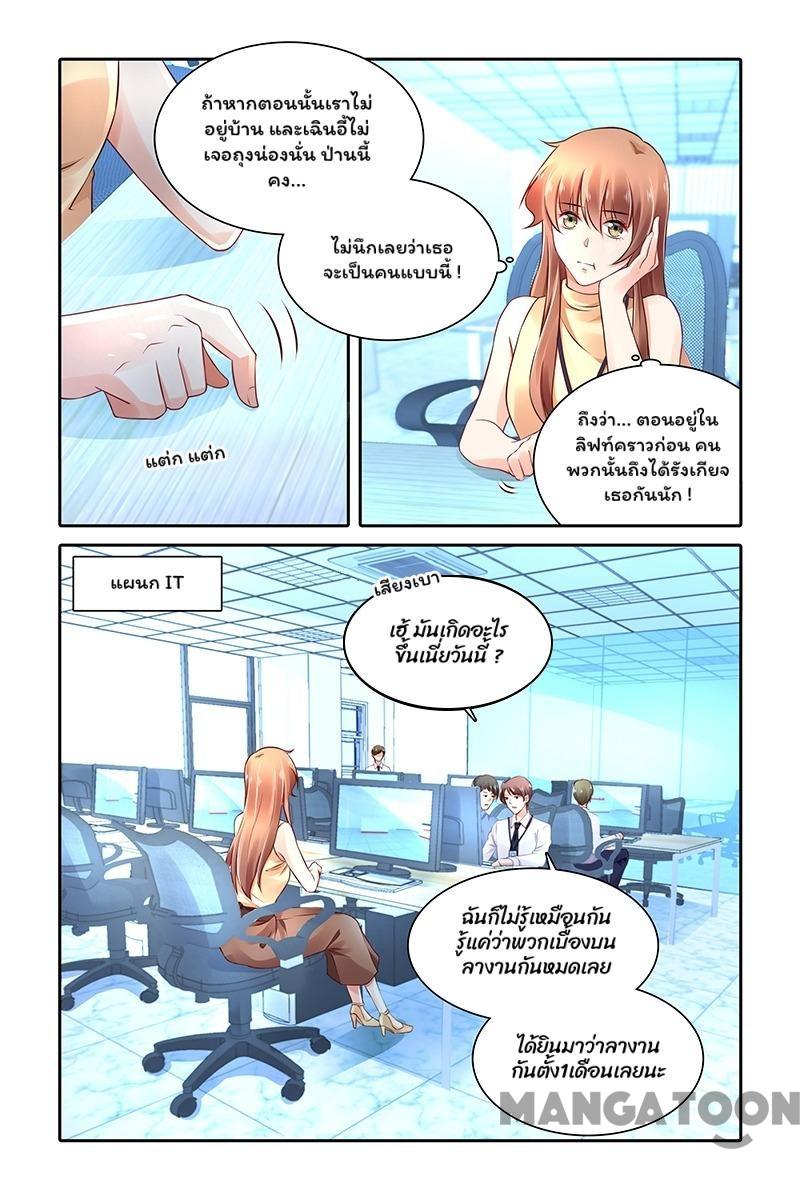 ถ้าหากตอนนั้นเราไม่
อยู่บ้าน และเฉินอี้ไม่
เจอถุงน่องนั่น ป่านนี้
คง...
ไม่นึกเลยว่าเธอ
จะเป็นคนแบบนี้ !
แต่ก แต่ก
ถึงว่า... ตอนอยู่ใน
ลิฟท์คราวก่อน คน
พวกนั้นถึงได้รังเกียจ
เธอกันนัก !
แผนก IT
เสียงเบา
เฮ้ มันเกิดอะไร
ขึ้นเนี่ยวันนี้ ?
ฉันก็ไม่รู้เหมือนกัน
รู้แค่ว่าพวกเบื้องบน
ลางานกันหมดเลย
ได้ยินมาว่าลางาน
กันตั้ง1เดือนเลยนะ
MANGATOON